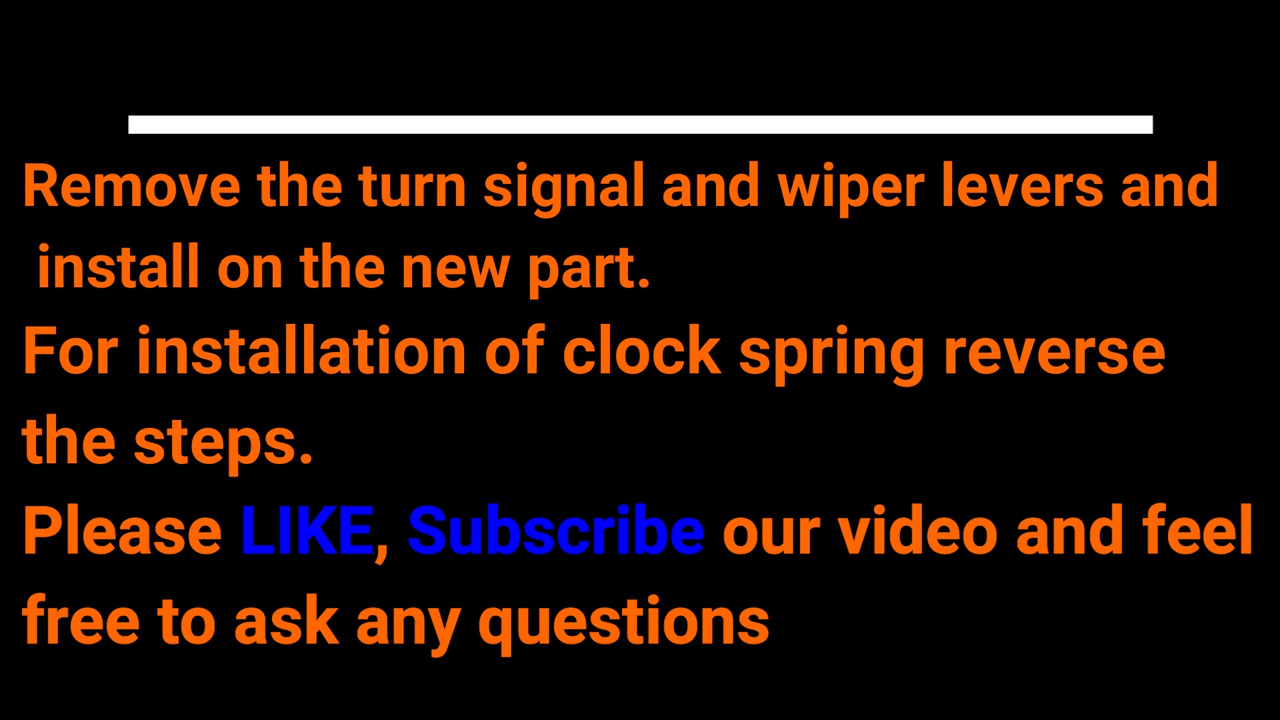 Remove the turn signal and wiper levers and
install on the new part.
For installation of clock spring reverse
the steps.
Please LIKE, Subscribe our video and feel
free to ask any questions